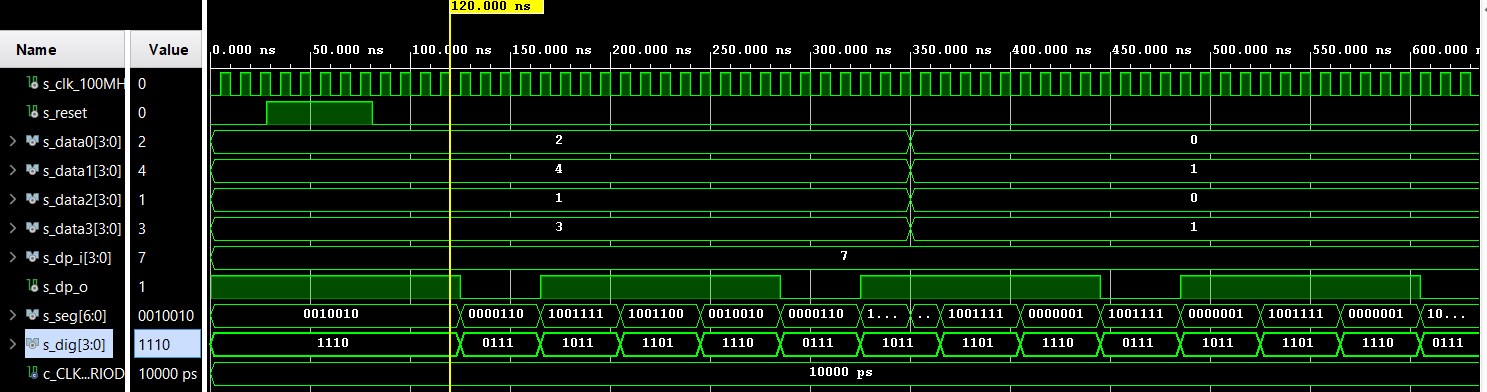 120.000 ns
Name Value 0.000 ns 50.000 ns 100.000 ns 150.000 ns 200.000 ns 250.000 ns 300.000 ns 350.000 ns 400.000 ns 450.000 ns 500.000 ns 550.000 ns 600.000
s_clk_100MH 0
s_reset 0
s_data0[3:0] 2 2 0
s_data1[3:0] 4 4 1
s_data2[3:0] 1 1 0
s_data3[3:0] 3 3 1
s_dp_i[3:0] 7 7
s_dp_o 1
s_seg[6:0] 0010010 0010010 0000110 1001111 1001100 0010010 0000110 1... .. 1001111 0000001 1001111 0000001 1001111 0000001 10...
s_dig[3:0] 1110 1110 0111 1011 1101 1110 0111 1011 1101 1110 0111 1011 1101 1110 0111
c_CLK...RIOD 10000 ps 10000 ps